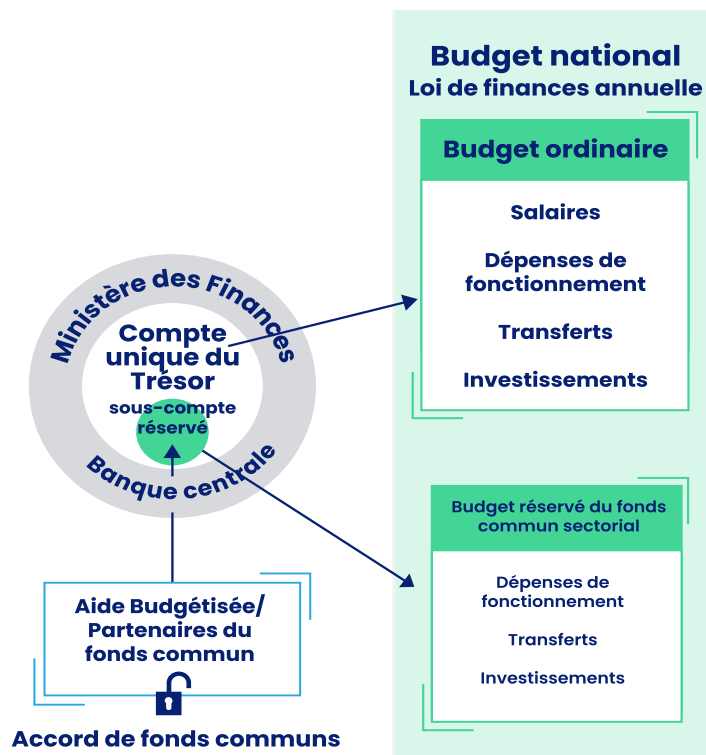 Budget national
Loi de finances annuelle
Budget ordinaire
Salaires
Dépenses de
fonctionnement
Transferts
Investissements
Ministère des Finances
Compte
unique du
Trésor
sous-compte
réservé
Banque centrale
Budget réservé du fonds
commun sectorial
Dépenses de
fonctionnement
Transferts
Investissements
Aide Budgétisée/
Partenaires du
fonds commun
Accord de fonds communs